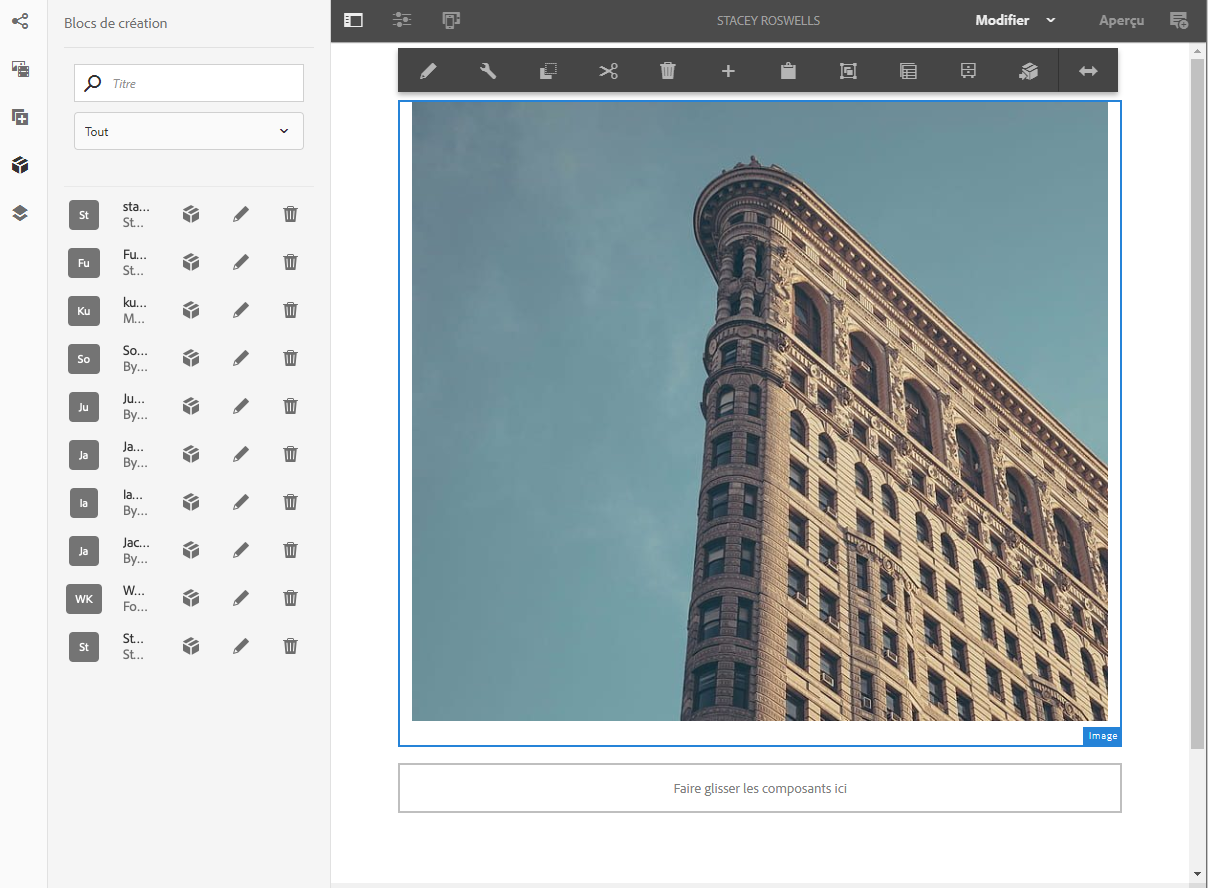 Blocs de création
STACEY ROSWELLS
Modifier
Aperçu
Titre
Tout
St
sta...
St...
Fu
Fu...
St...
Ku
ku...
M...
So
So...
By...
Ju
Ju...
By...
Ja
Ja...
By...
la
la...
By...
Ja
Jac...
By...
WK
W...
Fo...
St
St...
St...
Image
Faire glisser les composants ici